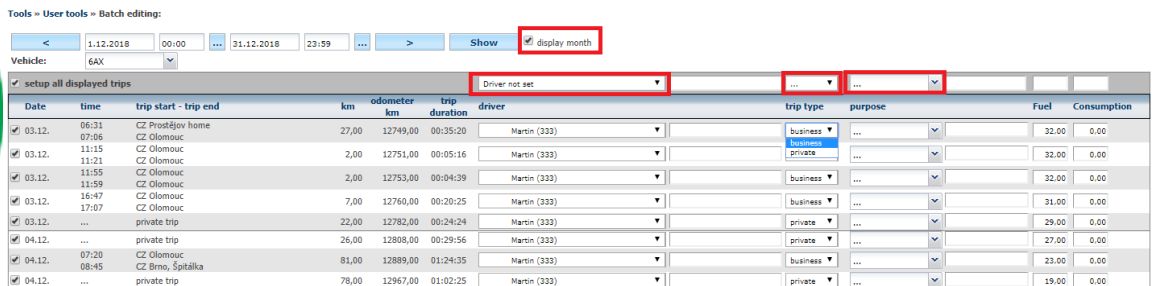 Tools » User tools » Batch editing:
< 1.12.2018 00:00 ... 31.12.2018 23:59 ... > Show display month
Vehicle: 6AX
setup all displayed trips Driver not set ... ...
Date time trip start - trip end km odometer km trip duration driver trip type purpose Fuel Consumption
03.12. 06:31 CZ Prostějov home 27,00 12749,00 00:35:20 Martin (333) business ... 32.00 0.00
07:06 CZ Olomouc business
private
11:15 CZ Olomouc
03.12. 11:21 CZ Olomouc 2,00 12751,00 00:05:16 Martin (333) ... 32.00 0.00
11:55 CZ Olomouc
03.12. 11:59 CZ Olomouc 2,00 12753,00 00:04:39 Martin (333) business ... 32.00 0.00
16:47 CZ Olomouc
03.12. 17:07 CZ Olomouc 7,00 12760,00 00:20:25 Martin (333) business ... 31.00 0.00
03.12. ... private trip 22,00 12782,00 00:24:24 Martin (333) private ... 29.00 0.00
04.12. ... private trip 26,00 12808,00 00:29:56 Martin (333) private ... 27.00 0.00
07:20 CZ Olomouc
04.12. 08:45 CZ Brno, Špitálka 81,00 12889,00 01:24:35 Martin (333) business ... 23.00 0.00
04.12. ... private trip 78,00 12967,00 01:02:25 Martin (333) private ... 19.00 0.00